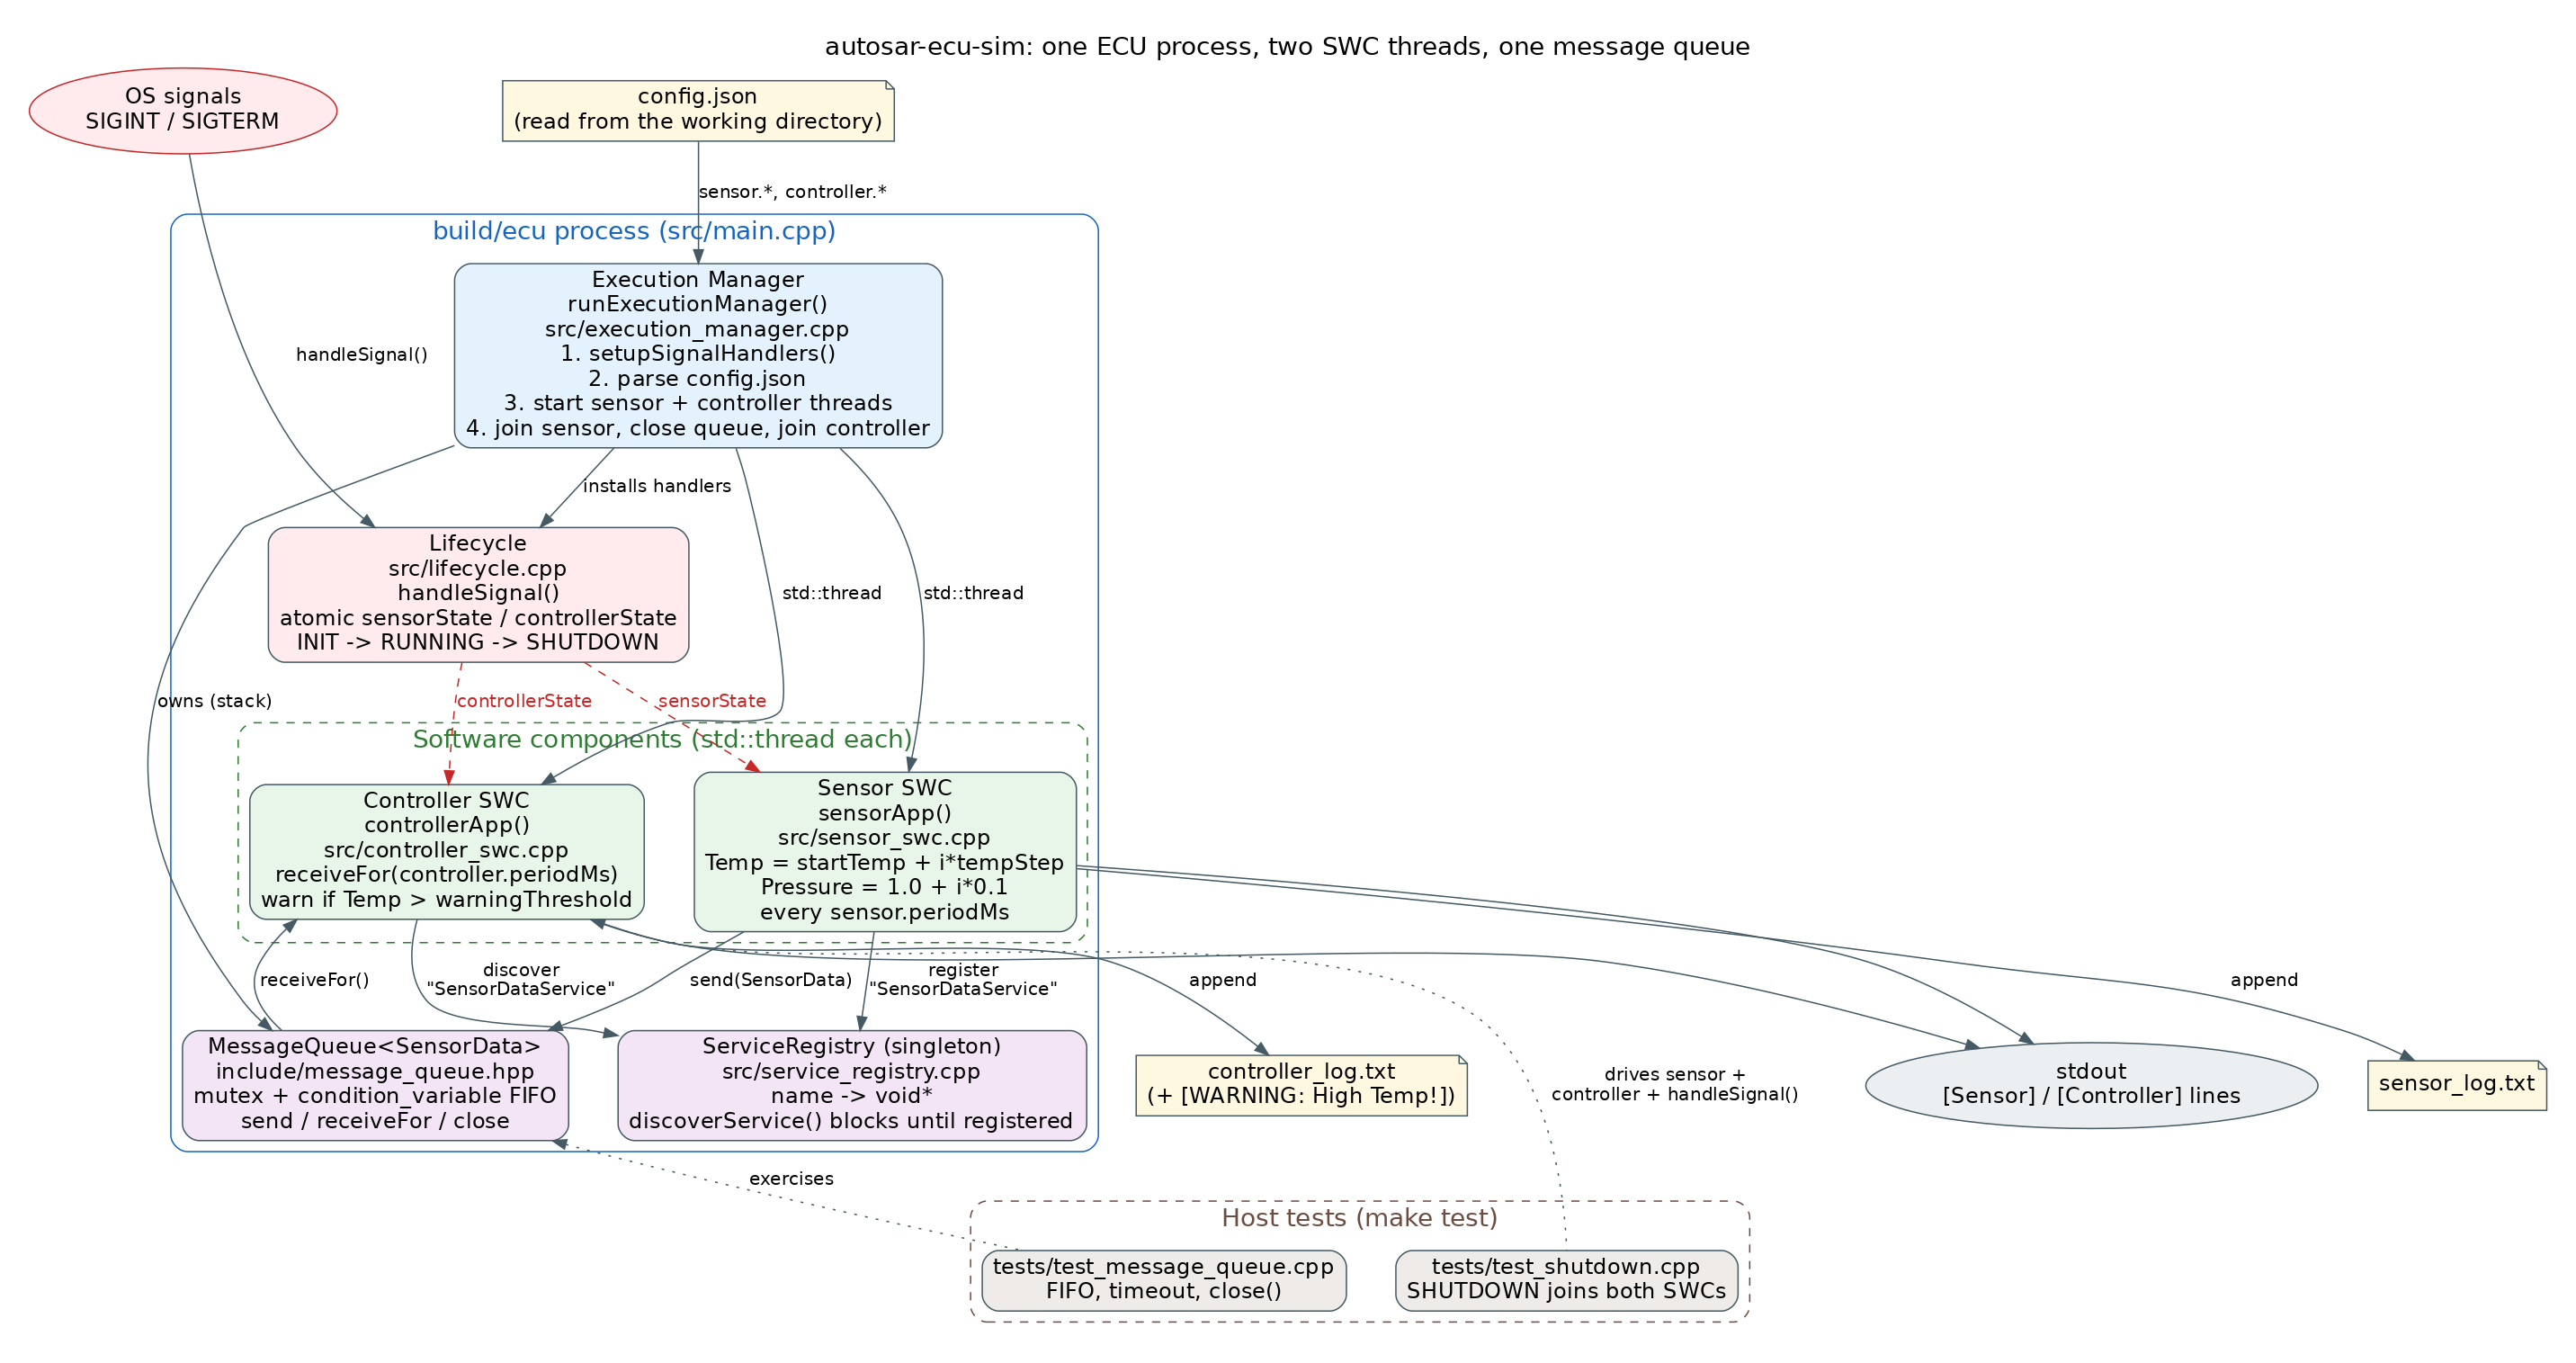 autosar-ecu-sim: one ECU process, two SWC threads, one message queue
OS signals
SIGINT / SIGTERM
config.json
(read from the working directory)
sensor.*, controller.*
build/ecu process (src/main.cpp)
Execution Manager
runExecutionManager()
src/execution_manager.cpp
1. setupSignalHandlers()
2. parse config.json
3. start sensor + controller threads
4. join sensor, close queue, join controller
handleSignal()
installs handlers
Lifecycle
src/lifecycle.cpp
handleSignal()
atomic sensorState / controllerState
INIT -> RUNNING -> SHUTDOWN
std::thread
std::thread
owns (stack)
controllerState
sensorState
Software components (std::thread each)
Controller SWC
controllerApp()
src/controller_swc.cpp
receiveFor(controller.periodMs)
warn if Temp > warningThreshold
Sensor SWC
sensorApp()
src/sensor_swc.cpp
Temp = startTemp + i*tempStep
Pressure = 1.0 + i*0.1
every sensor.periodMs
receiveFor()
discover
"SensorDataService"
send(SensorData)
register
"SensorDataService"
append
append
MessageQueue<SensorData>
include/message_queue.hpp
mutex + condition_variable FIFO
send / receiveFor / close
ServiceRegistry (singleton)
src/service_registry.cpp
name -> void*
discoverService() blocks until registered
controller_log.txt
(+ [WARNING: High Temp!])
drives sensor +
controller + handleSignal()
stdout
[Sensor] / [Controller] lines
sensor_log.txt
exercises
Host tests (make test)
tests/test_message_queue.cpp
FIFO, timeout, close()
tests/test_shutdown.cpp
SHUTDOWN joins both SWCs